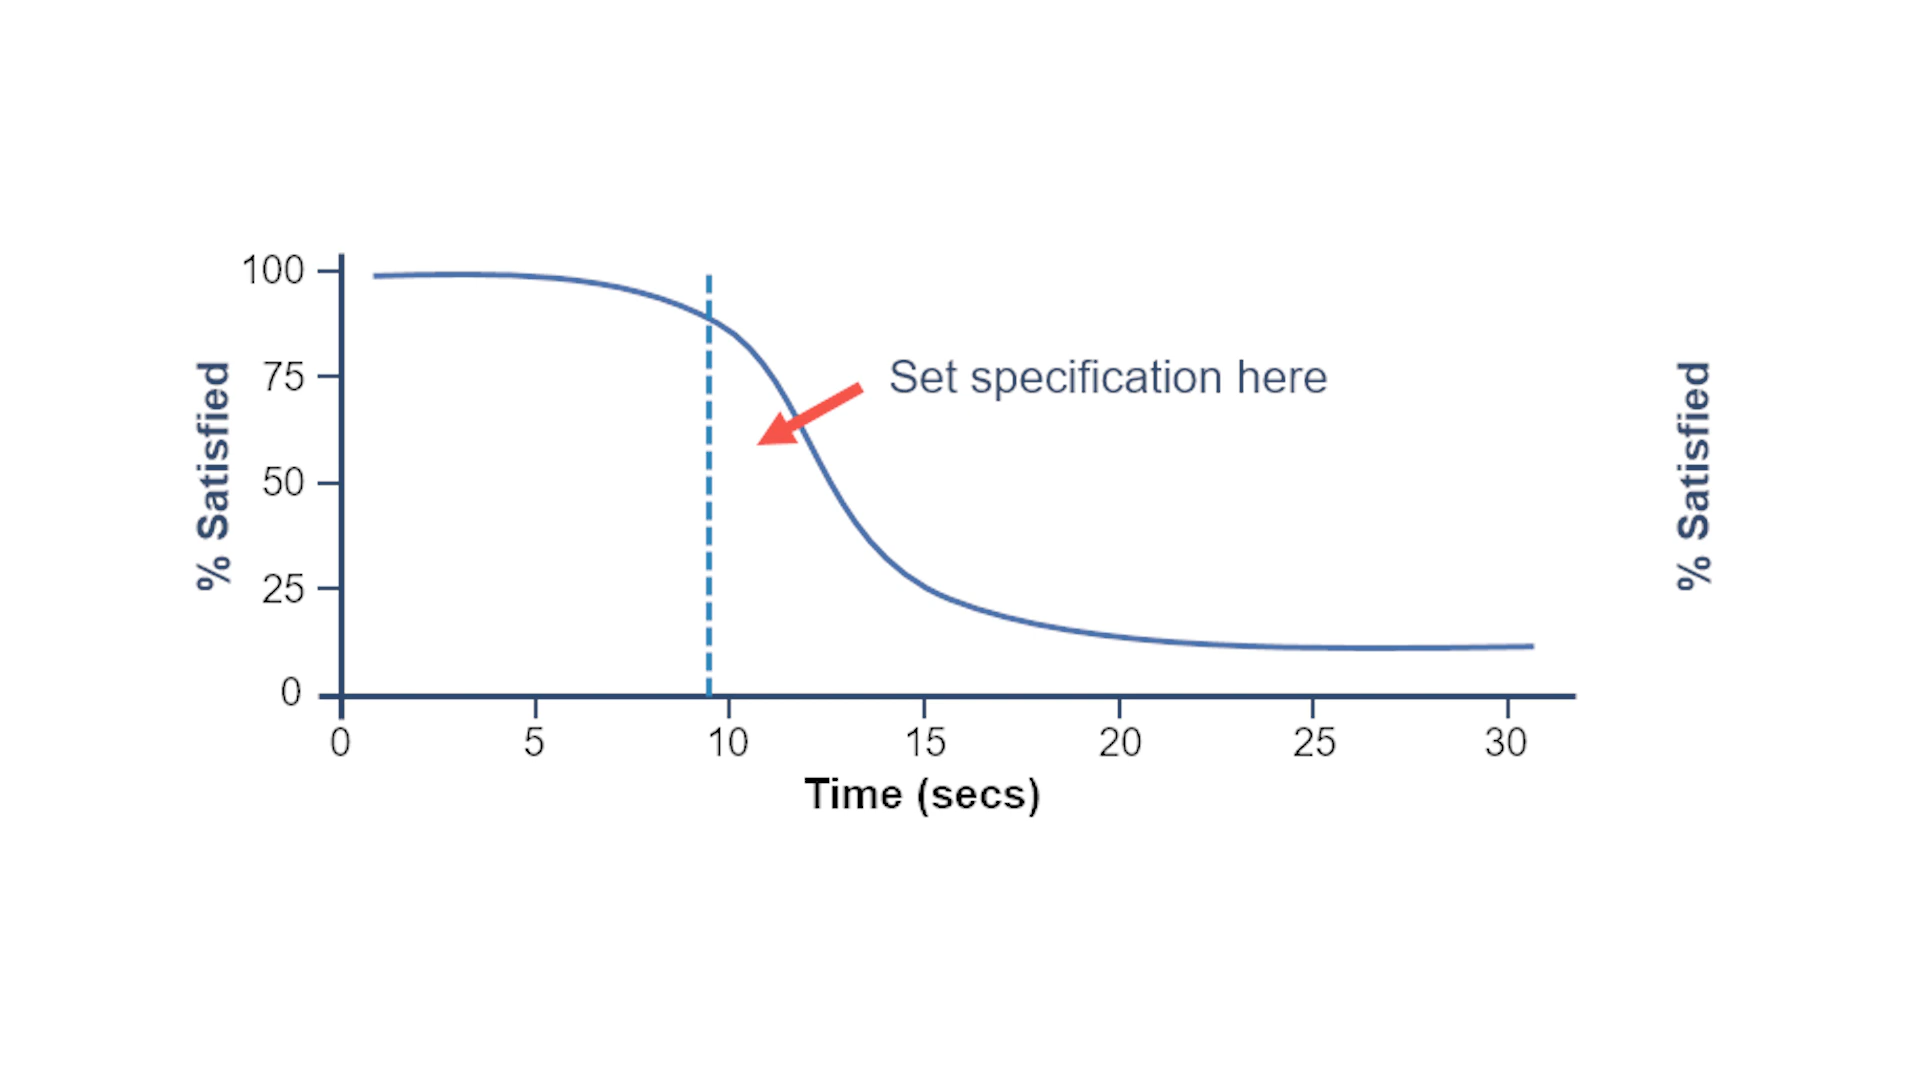 % Satisfied
100
75
50
25
0
Set specification here
0 5 10 15 20 25 30
Time (secs)
% Satisfied